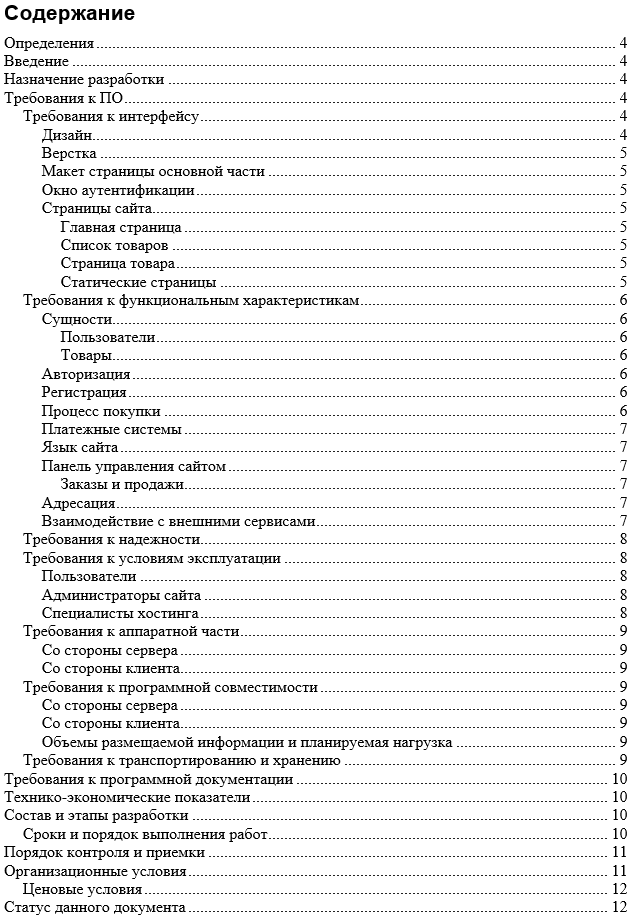 Содержание
Определения 4
Введение 4
Назначение разработки 4
Требования к ПО 4
Требования к интерфейсу 4
Дизайн 4
Верстка 5
Макет страницы основной части 5
Окно аутентификации 5
Страницы сайта 5
Главная страница 5
Список товаров 5
Страница товара 5
Статические страницы 5
Требования к функциональным характеристикам 6
Сущности 6
Пользователи 6
Товары 6
Авторизация 6
Регистрация 6
Процесс покупки 6
Платежные системы 7
Язык сайта 7
Панель управления сайтом 7
Заказы и продажи 7
Адресация 7
Взаимодействие с внешними сервисами 7
Требования к надежности 8
Требования к условиям эксплуатации 8
Пользователи 8
Администраторы сайта 8
Специалисты хостинга 8
Требования к аппаратной части 9
Со стороны сервера 9
Со стороны клиента 9
Требования к программной совместимости 9
Со стороны сервера 9
Со стороны клиента 9
Объемы размещаемой информации и планируемая нагрузка 9
Требования к транспортированию и хранению 9
Требования к программной документации 10
Технико-экономические показатели 10
Состав и этапы разработки 10
Сроки и порядок выполнения работ 10
Порядок контроля и приемки 11
Организационные условия 11
Ценовые условия 12
Статус данного документа 12